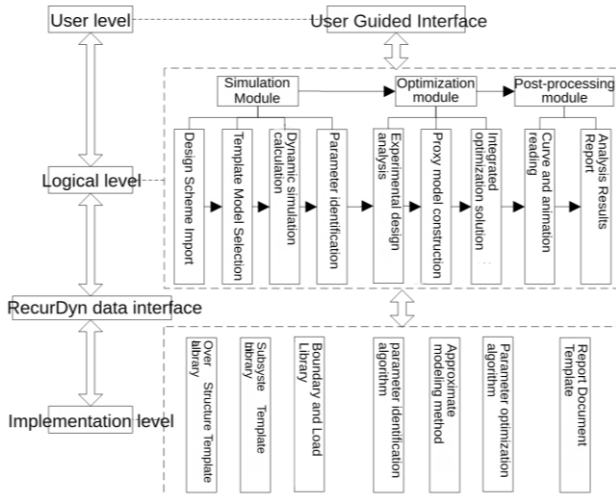 User level
User Guided Interface
Simulation
Module
Optimization
module
Post-processing
module
Design Scheme Import
Template Model Selection
Dynamic simulation
calculation
Parameter identification
Experimental design
analysis
Proxy model construction
Integrated
optimization solution
Curve and animation
reading
Analysis Results
Report
Logical level
RecurDyn data interface
Implementation level
Over Structure Template
Library
Subsyste Template
Library
Boundary and Load
Library
parameter identification
algorithm
Approximate
modeling method
Parameter optimization
algorithm
Report Document
Template